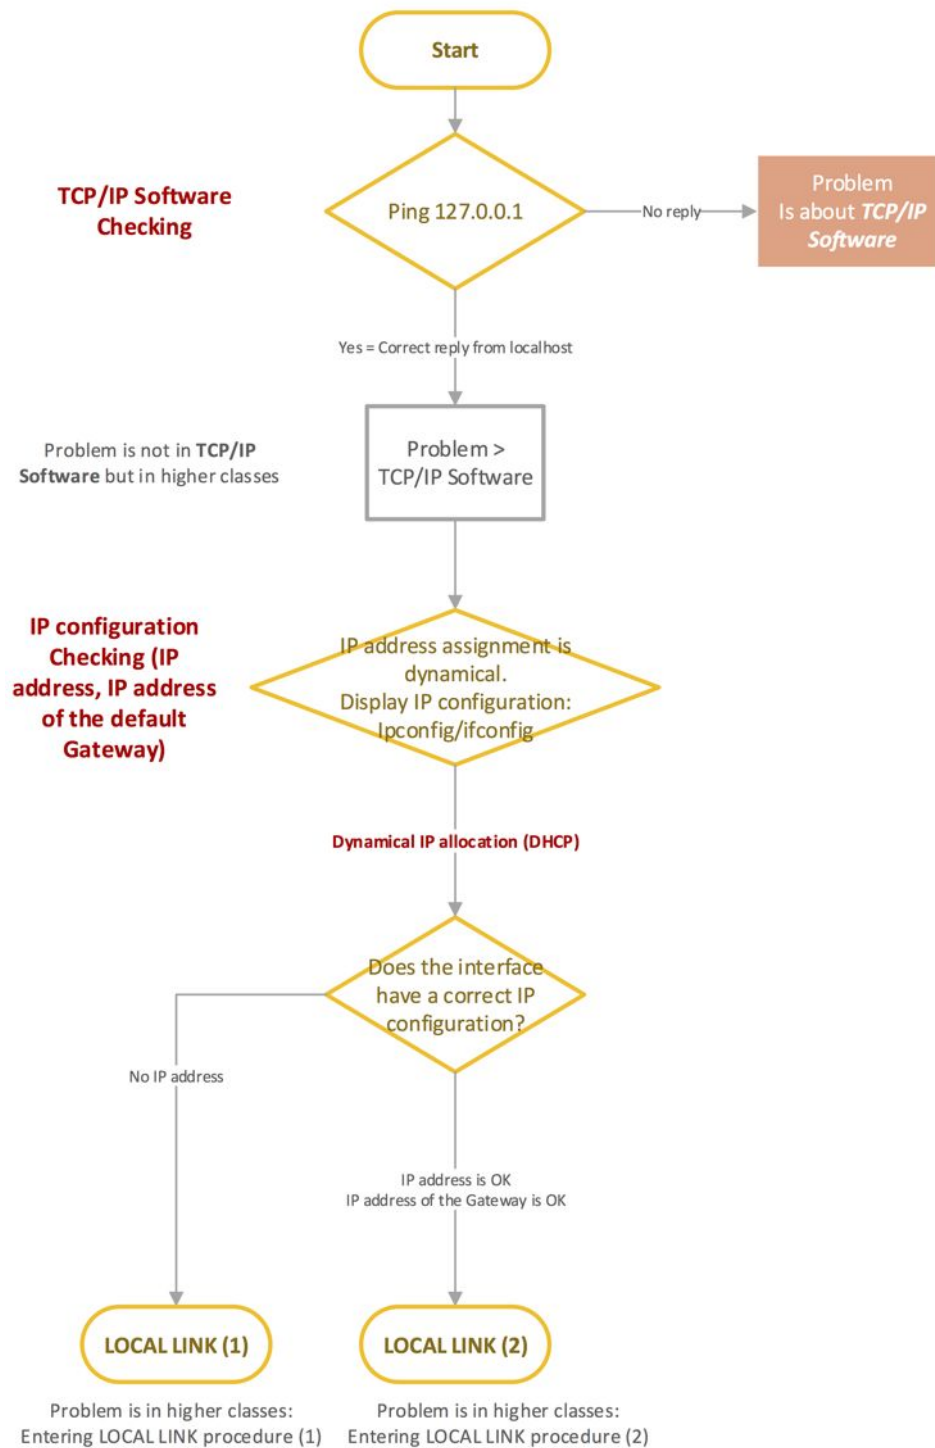 Start
TCP/IP Software
Checking
Ping 127.0.0.1
No reply
Problem
Is about TCP/IP
Software
Yes = Correct reply from localhost
Problem is not in TCP/IP
Software but in higher classes
Problem >
TCP/IP Software
IP configuration
Checking (IP
address, IP address
of the default
Gateway)
IP address assignment is
dynamical.
Display IP configuration:
Ipconfig/ifconfig
Dynamical IP allocation (DHCP)
Does the interface
have a correct IP
configuration?
No IP address
IP address is OK
IP address of the Gateway is OK
LOCAL LINK (1)
LOCAL LINK (2)
Problem is in higher classes:
Entering LOCAL LINK procedure (1)
Problem is in higher classes:
Entering LOCAL LINK procedure (2)